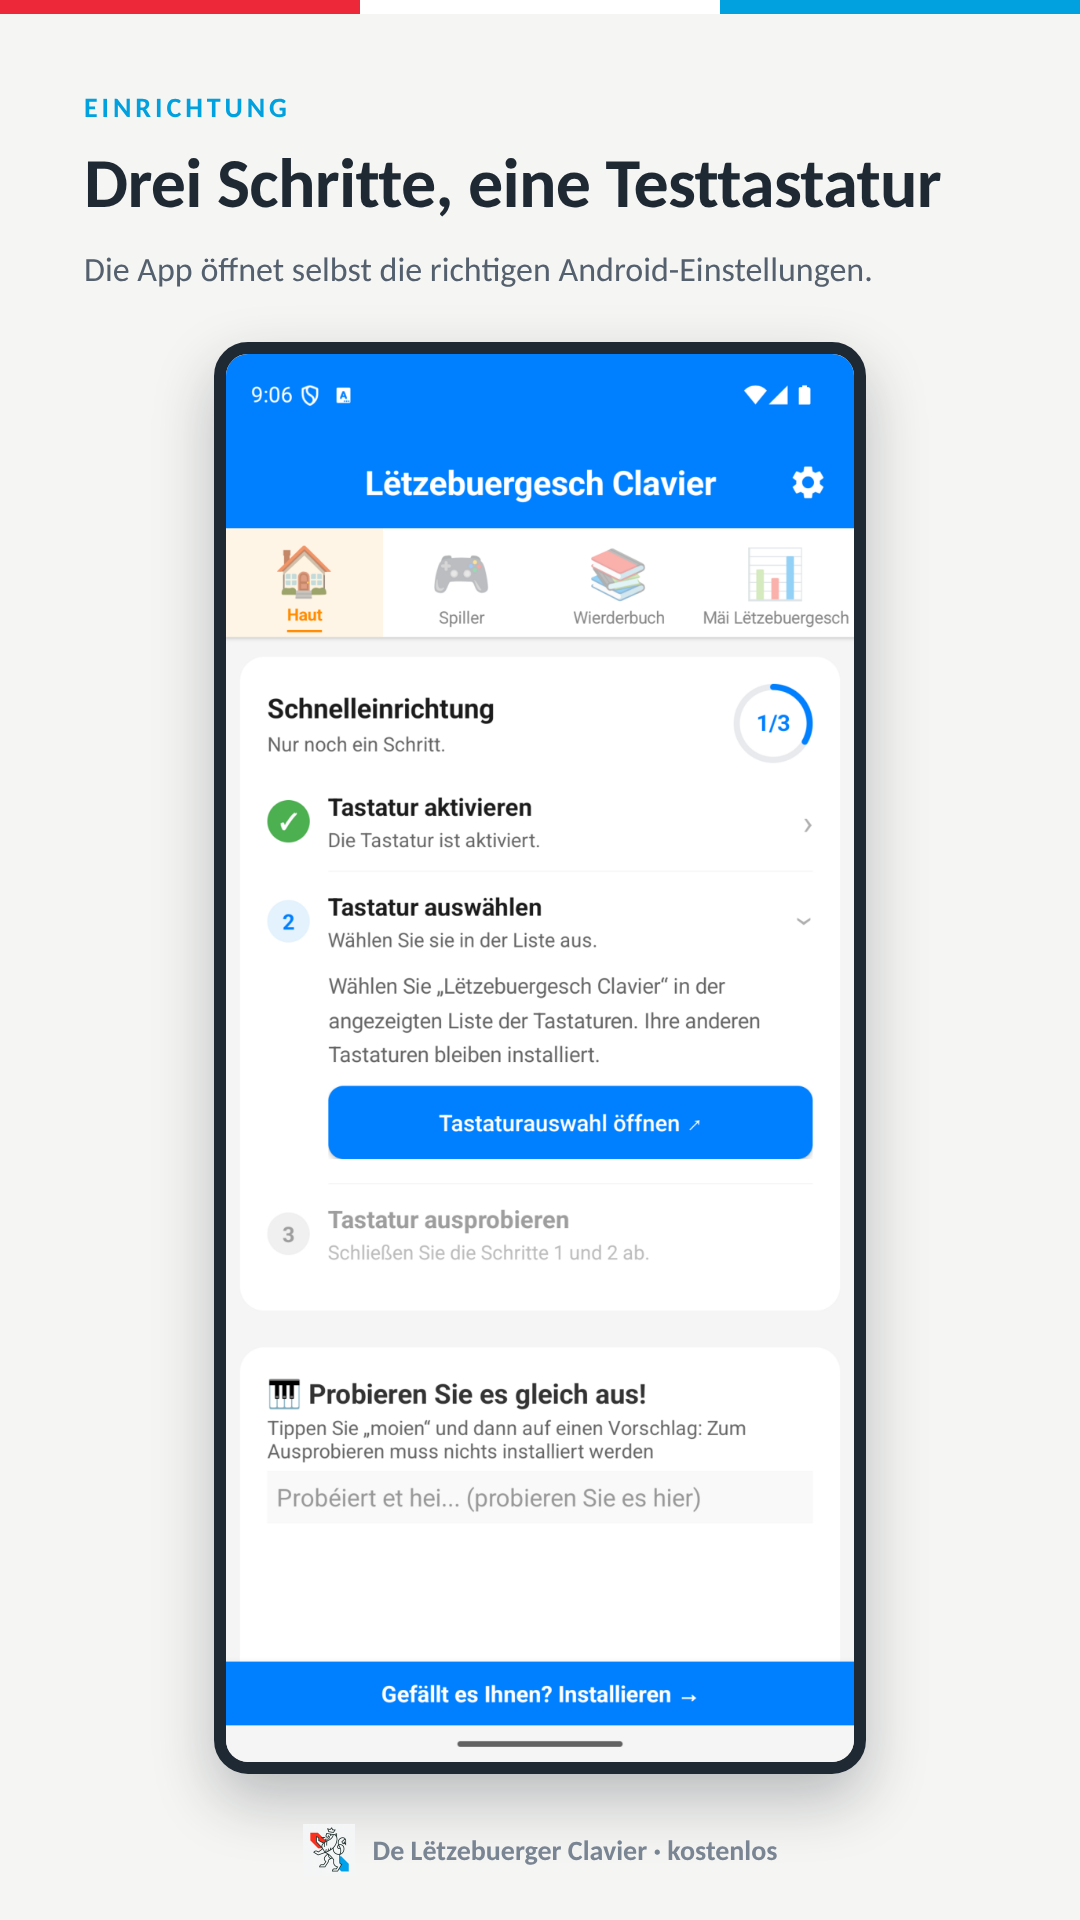 EINRICHTUNG
Drei Schritte, eine Testtastatur
Die App öffnet selbst die richtigen Android-Einstellungen.
9:06
Lëtzebuergesch Clavier
Haut
Spiller
Wierderbuch
Mäi Lëtzebuergesch
Schnelleinrichtung
Nur noch ein Schritt.
1/3
✓
Tastatur aktivieren
Die Tastatur ist aktiviert.
2
Tastatur auswählen
Wählen Sie sie in der Liste aus.
Wählen Sie „Lëtzebuergesch Clavier“ in der
angezeigten Liste der Tastaturen. Ihre anderen
Tastaturen bleiben installiert.
Tastaturauswahl öffnen ↗
3
Tastatur ausprobieren
Schließen Sie die Schritte 1 und 2 ab.
🎹 Probieren Sie es gleich aus!
Tippen Sie „moien“ und dann auf einen Vorschlag: Zum
Ausprobieren muss nichts installiert werden
Probéiert et hei... (probieren Sie es hier)
Gefällt es Ihnen? Installieren →
De Lëtzebuerger Clavier · kostenlos